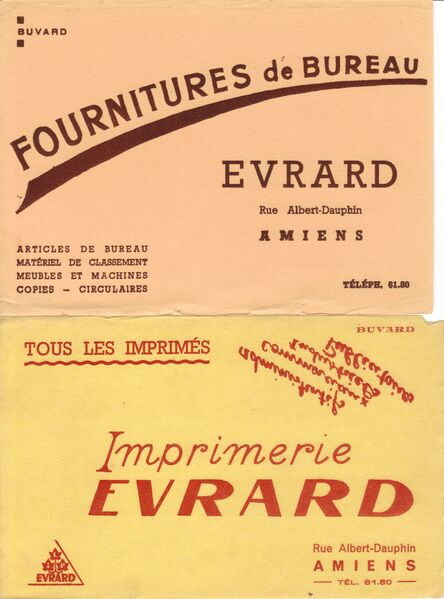 BUVARD
FOURNITURES de BUREAU
EVRARD
Rue Albert-Dauphin
AMIENS
ARTICLES DE BUREAU
MATÉRIEL DE CLASSEMENT
MEUBLES ET MACHINES
COPIES – CIRCULAIRES
TÉLÉPH. 61.80
BUVARD
TOUS LES IMPRIMÉS
Imprimerie
EVRARD
EVRARD
Rue Albert-Dauphin
AMIENS
— TÉL. 61.80 —